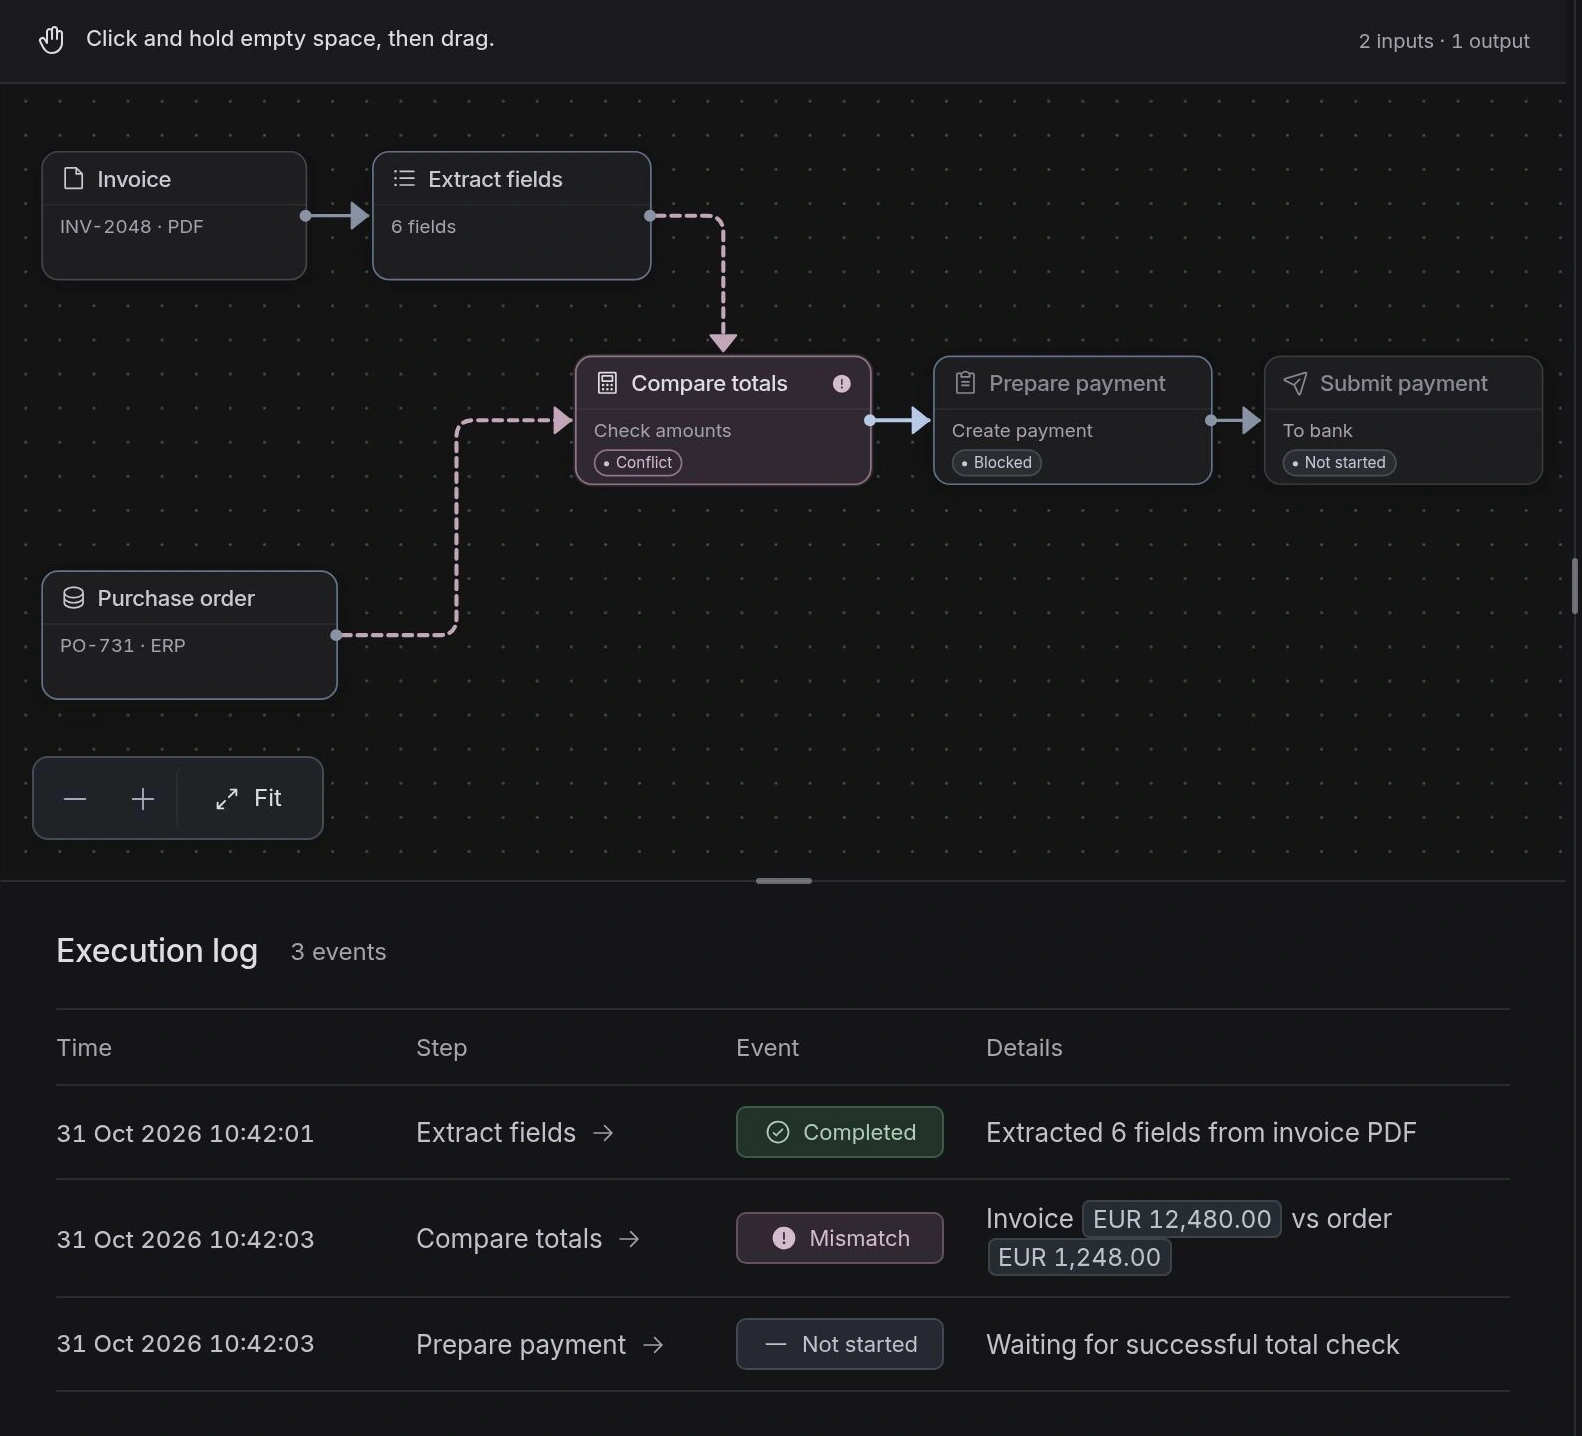 Click and hold empty space, then drag.
2 inputs · 1 output
Invoice
INV-2048 · PDF
Extract fields
6 fields
Compare totals
Check amounts
• Conflict
Prepare payment
Create payment
• Blocked
Submit payment
To bank
• Not started
Purchase order
PO-731 · ERP
Fit
Execution log 3 events
Time Step Event Details
31 Oct 2026 10:42:01 Extract fields → Completed Extracted 6 fields from invoice PDF
31 Oct 2026 10:42:03 Compare totals → Mismatch Invoice EUR 12,480.00 vs order
EUR 1,248.00
31 Oct 2026 10:42:03 Prepare payment → Not started Waiting for successful total check